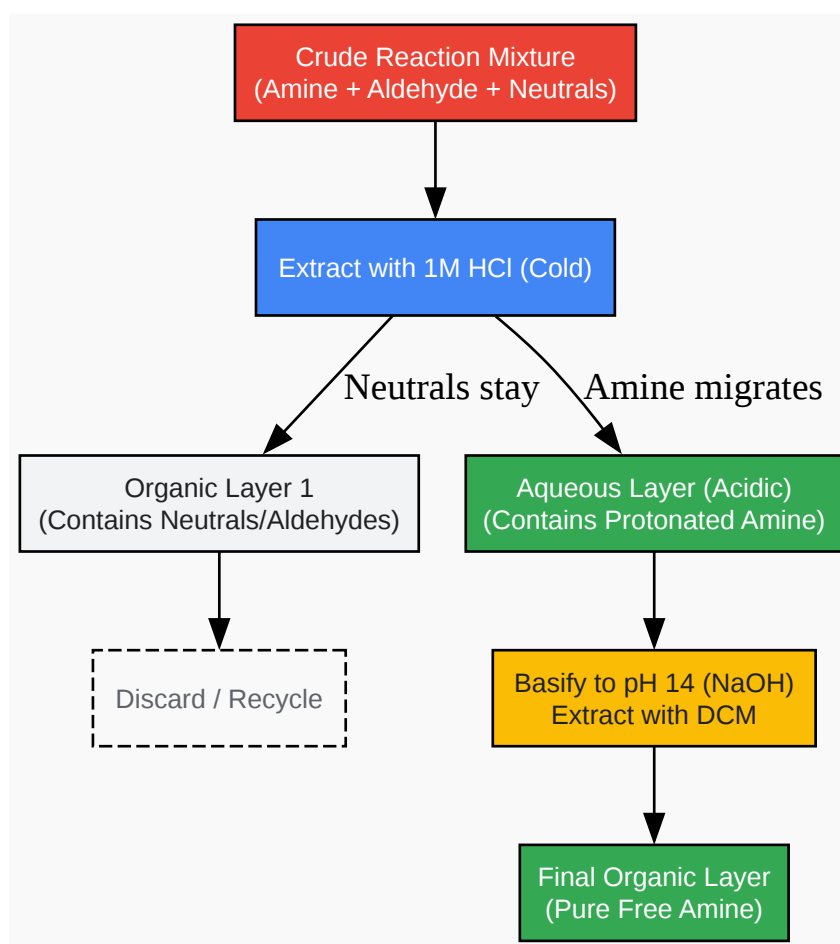 Crude Reaction Mixture
(Amine + Aldehyde + Neutrals)
Extract with 1M HCl (Cold)
Neutrals stay
Amine migrates
Organic Layer 1
(Contains Neutrals/Aldehydes)
Aqueous Layer (Acidic)
(Contains Protonated Amine)
Discard / Recycle
Basify to pH 14 (NaOH)
Extract with DCM
Final Organic Layer
(Pure Free Amine)